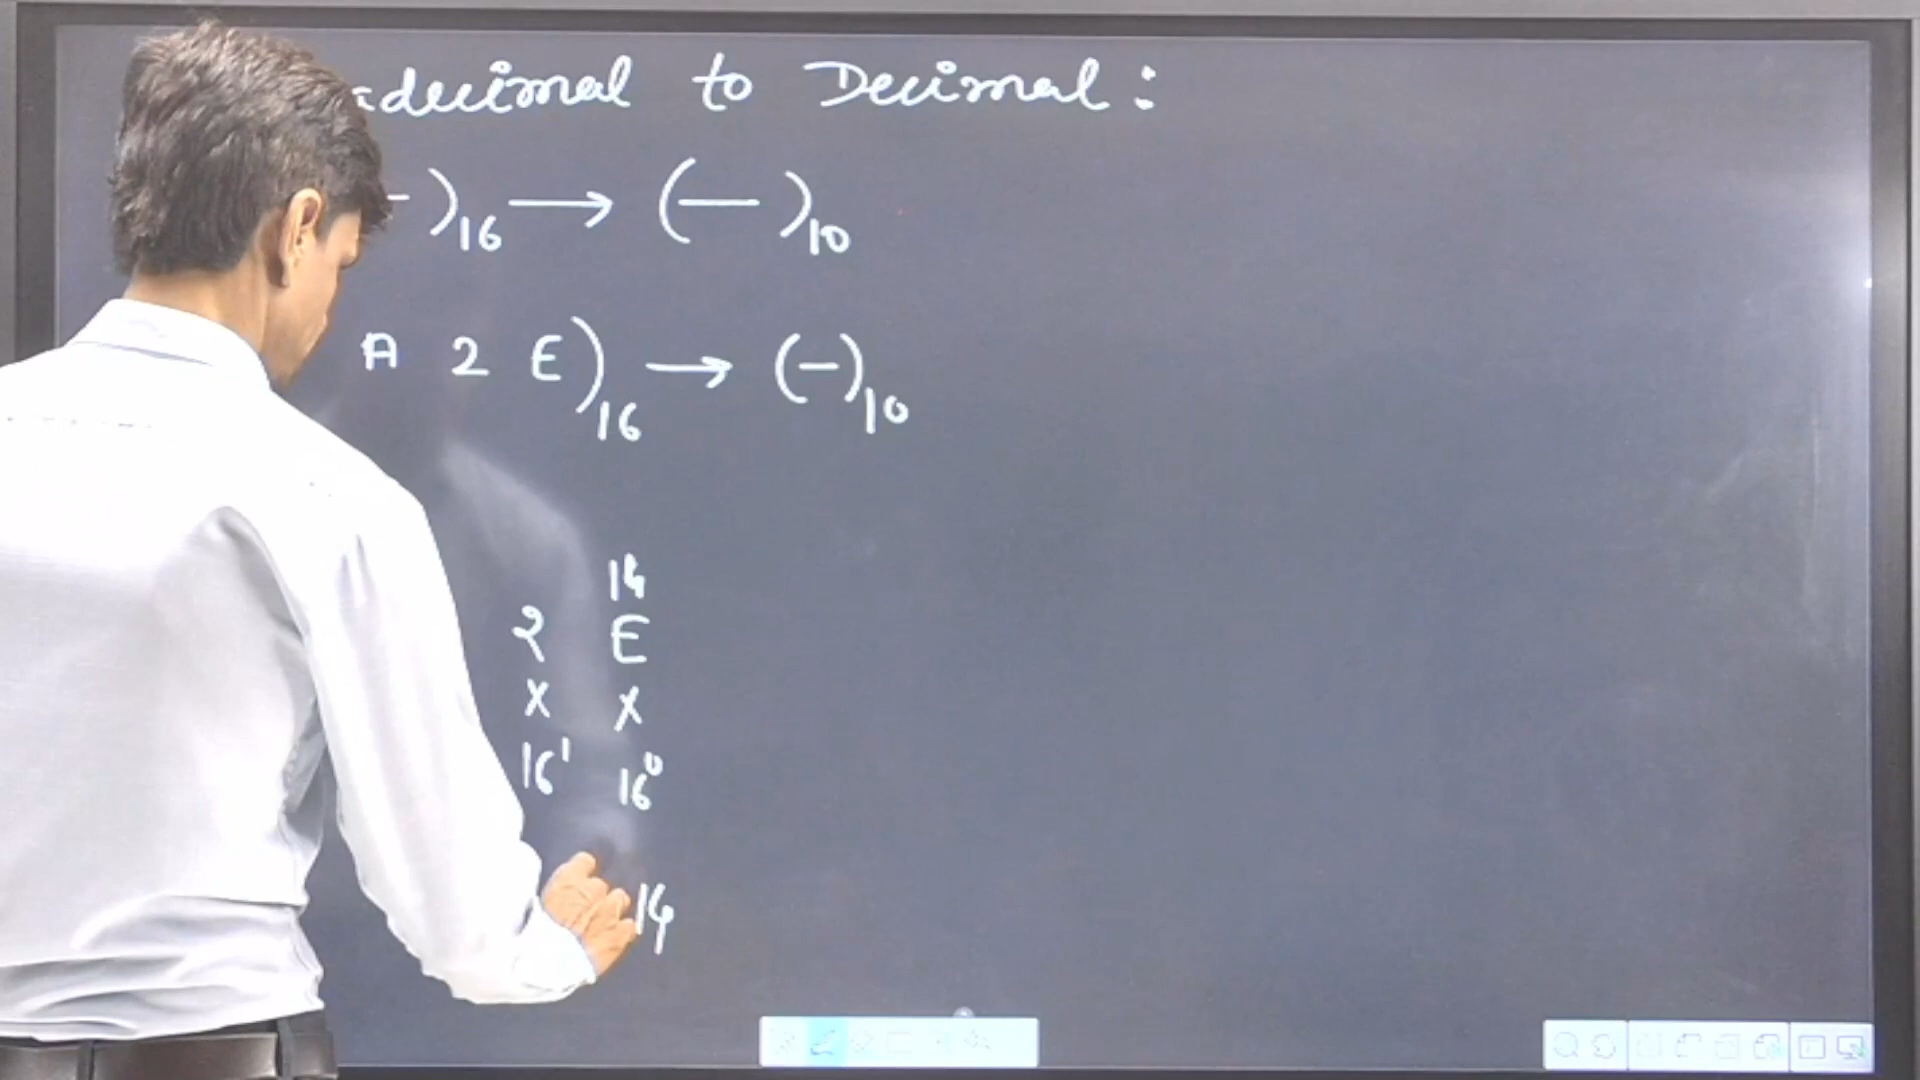 adecimal to Decimal :
- )16 → ( — )10
A 2 E )16 → ( - )10
14
2 E
x x
16¹ 16⁰
14